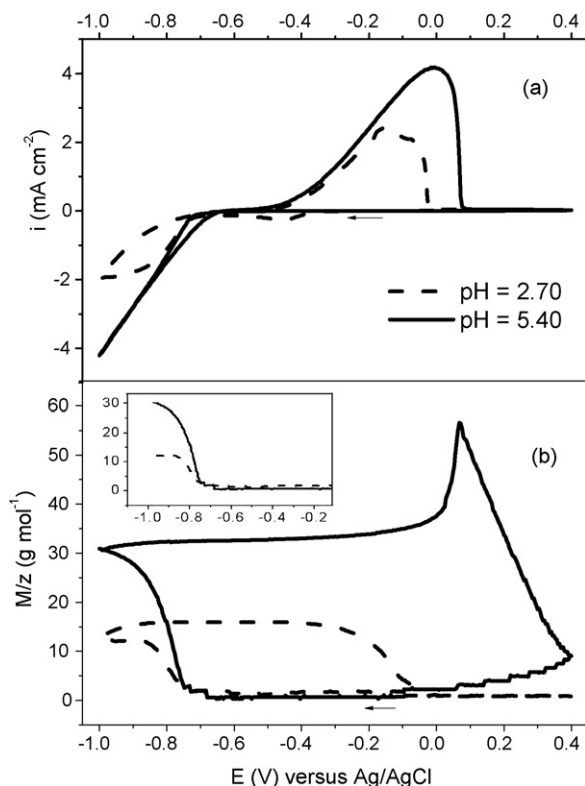 -1.0 -0.8 -0.6 -0.4 -0.2 0.0 0.2 0.4
(a)
4
2
0
-2
-4
i (mA cm-2)
pH = 2.70
pH = 5.40
60
50
40
30
20
10
0
M/z (g mol-1)
(b)
30
20
10
0
-1.0 -0.8 -0.6 -0.4 -0.2
-1.0 -0.8 -0.6 -0.4 -0.2 0.0 0.2 0.4
E (V) versus Ag/AgCl